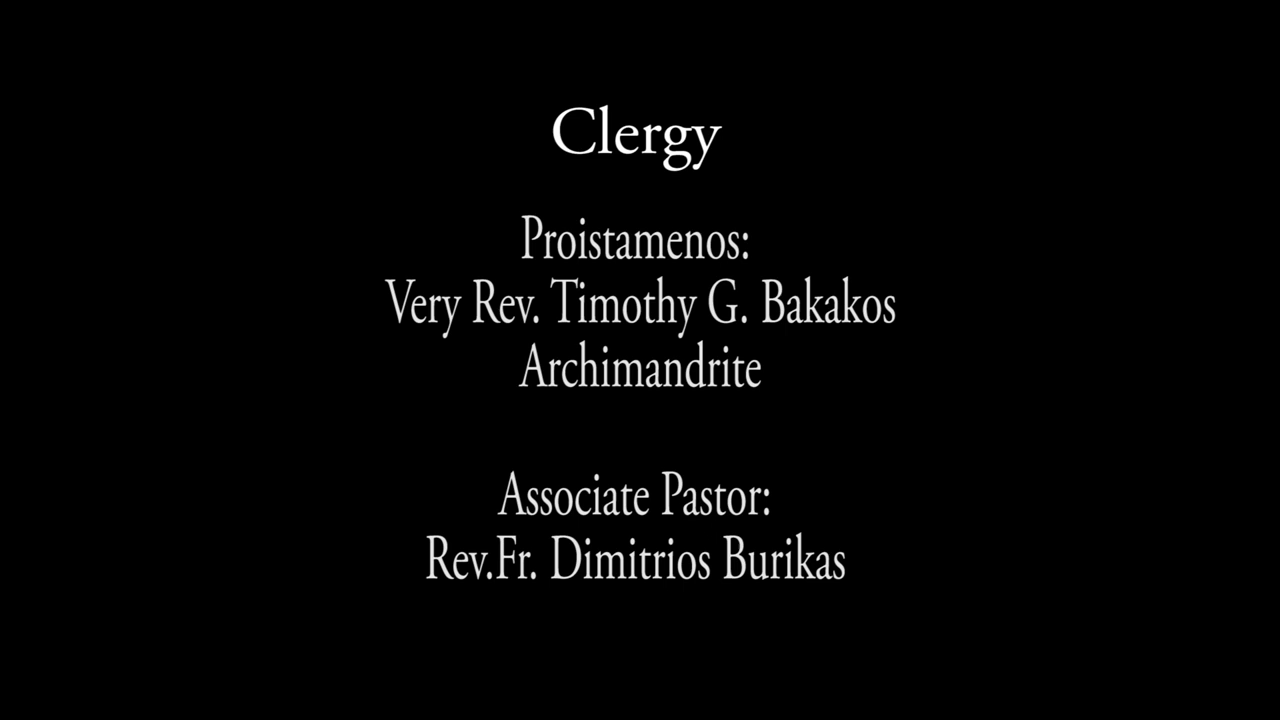 Clergy
Proistamenos:
Very Rev. Timothy G. Bakakos
Archimandrite
Associate Pastor:
Rev.Fr. Dimitrios Burikas